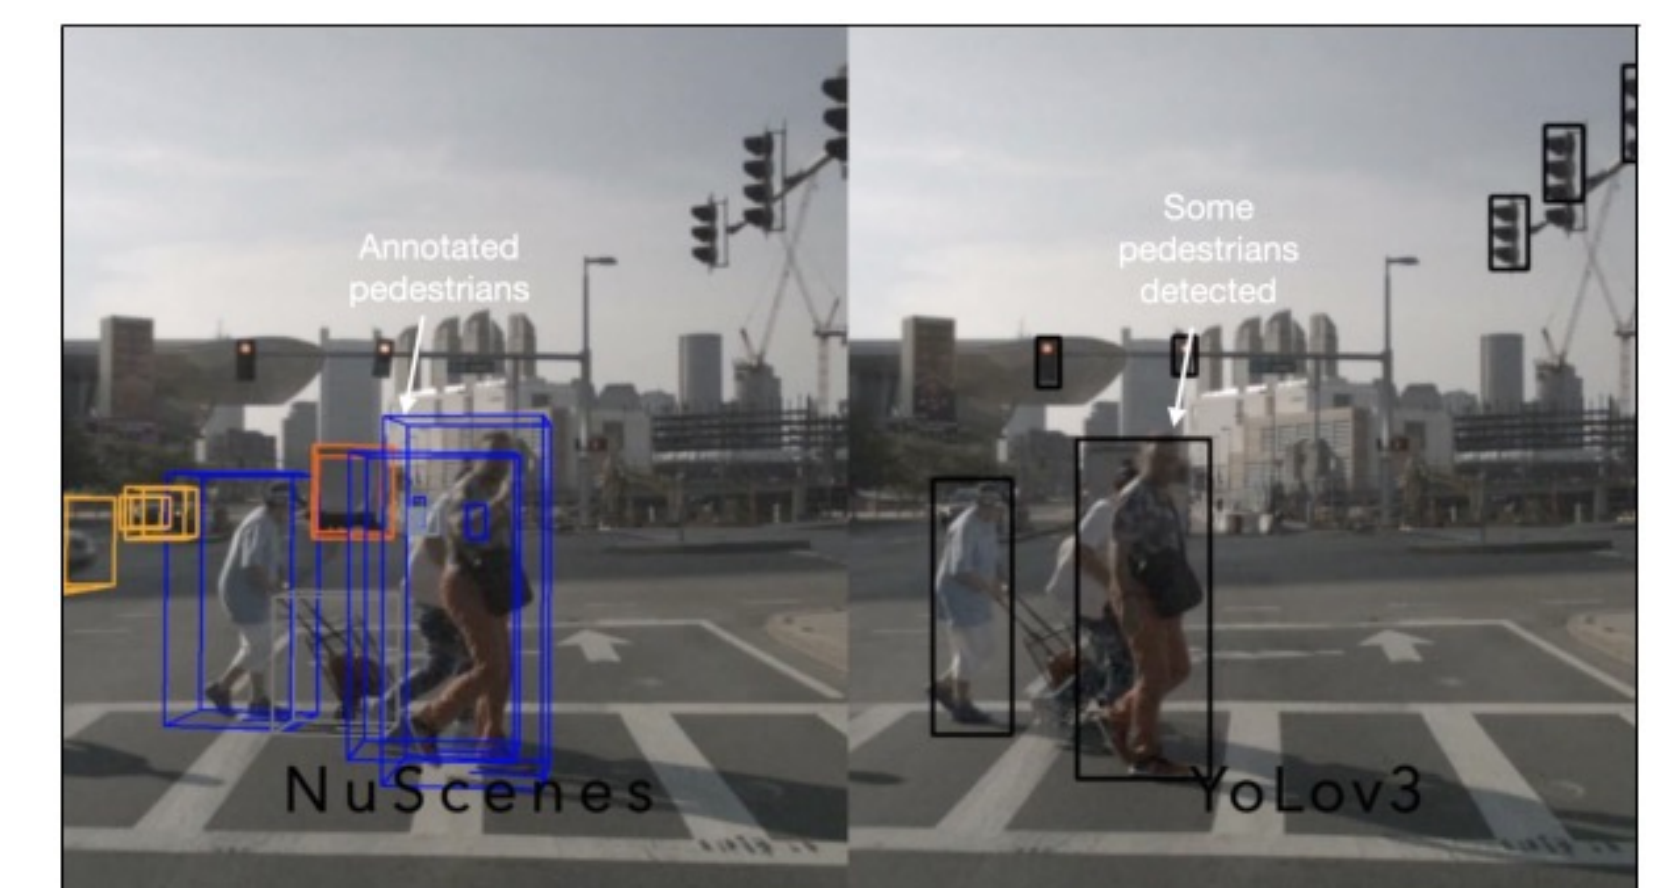 Annotated
pedestrians
NuScenes
Some
pedestrians
detected
YoLov3